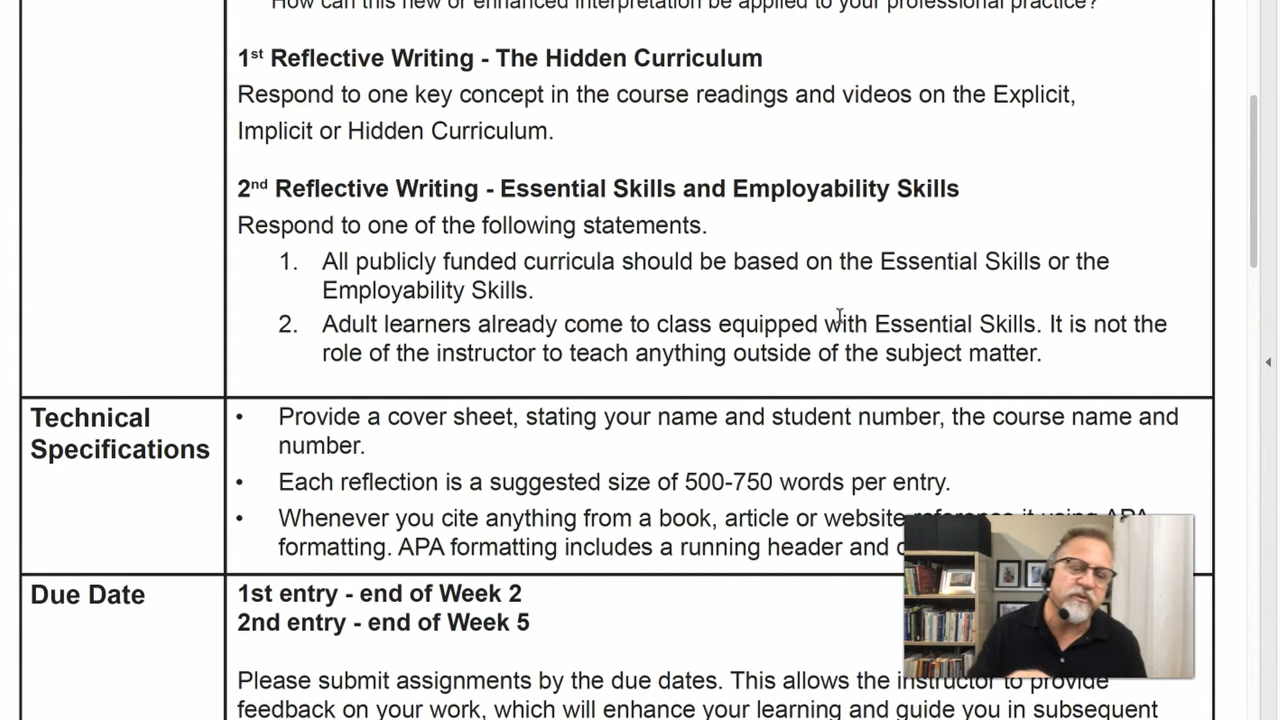 How can this new or enhanced interpretation be applied to your professional practice?
1st Reflective Writing - The Hidden Curriculum
Respond to one key concept in the course readings and videos on the Explicit,
Implicit or Hidden Curriculum.
2nd Reflective Writing - Essential Skills and Employability Skills
Respond to one of the following statements.
1. All publicly funded curricula should be based on the Essential Skills or the
Employability Skills.
2. Adult learners already come to class equipped with Essential Skills. It is not the
role of the instructor to teach anything outside of the subject matter.
Technical
Specifications
• Provide a cover sheet, stating your name and student number, the course name and
number.
• Each reflection is a suggested size of 500-750 words per entry.
• Whenever you cite anything from a book, article or website reference it using APA
formatting. APA formatting includes a running header and
Due Date
1st entry - end of Week 2
2nd entry - end of Week 5
Please submit assignments by the due dates. This allows the instructor to provide
feedback on your work, which will enhance your learning and guide you in subsequent